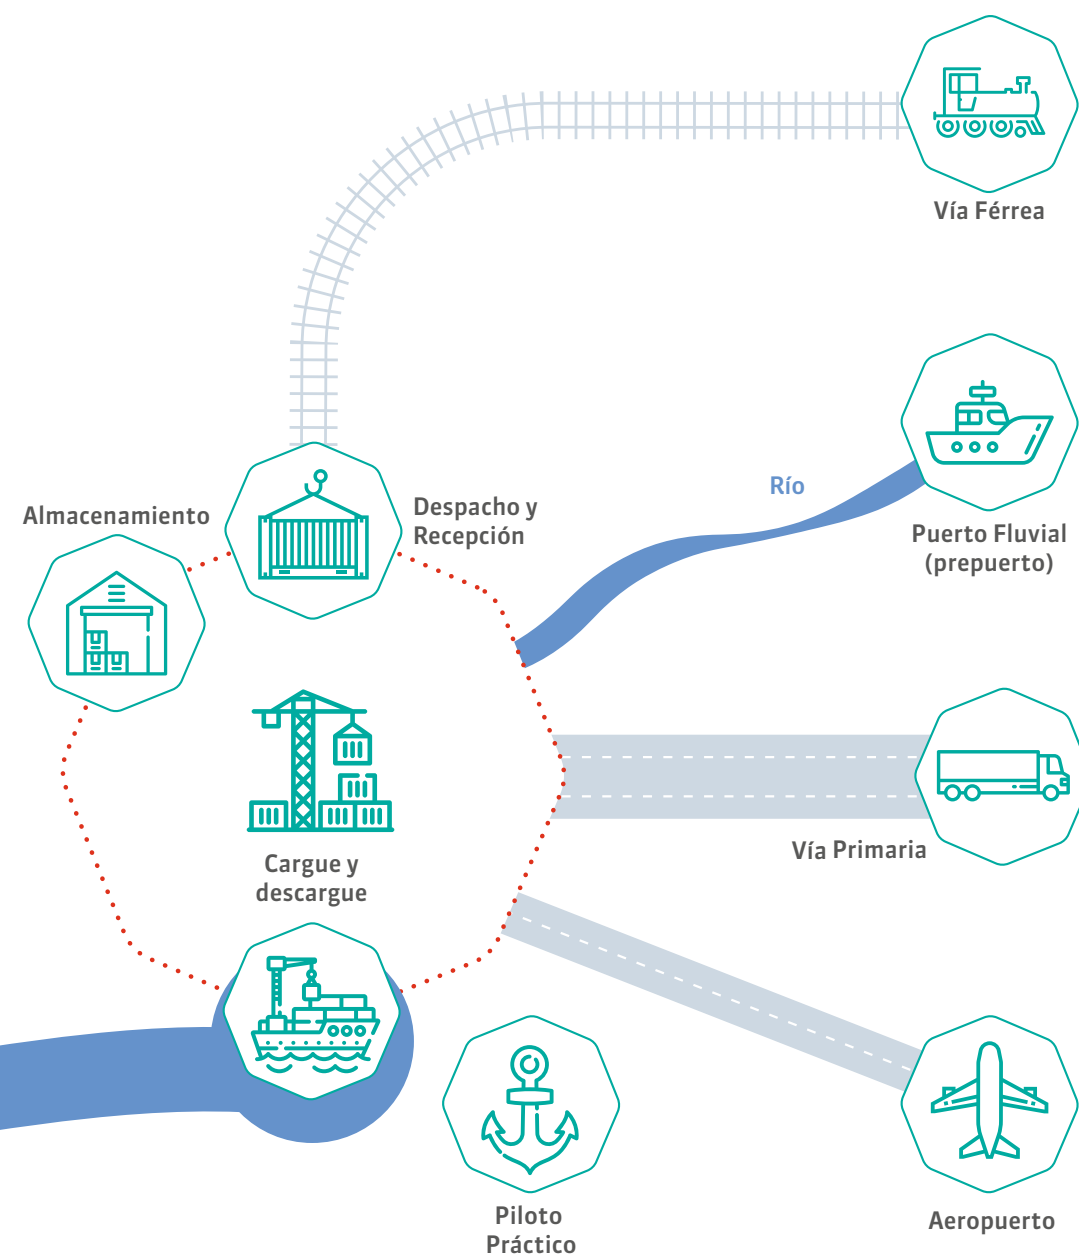 Vía Férrea
Río
Puerto Fluvial
(prepuerto)
Almacenamiento
Despacho y
Recepción
Cargue y
descargue
Vía Primaria
Piloto
Práctico
Aeropuerto